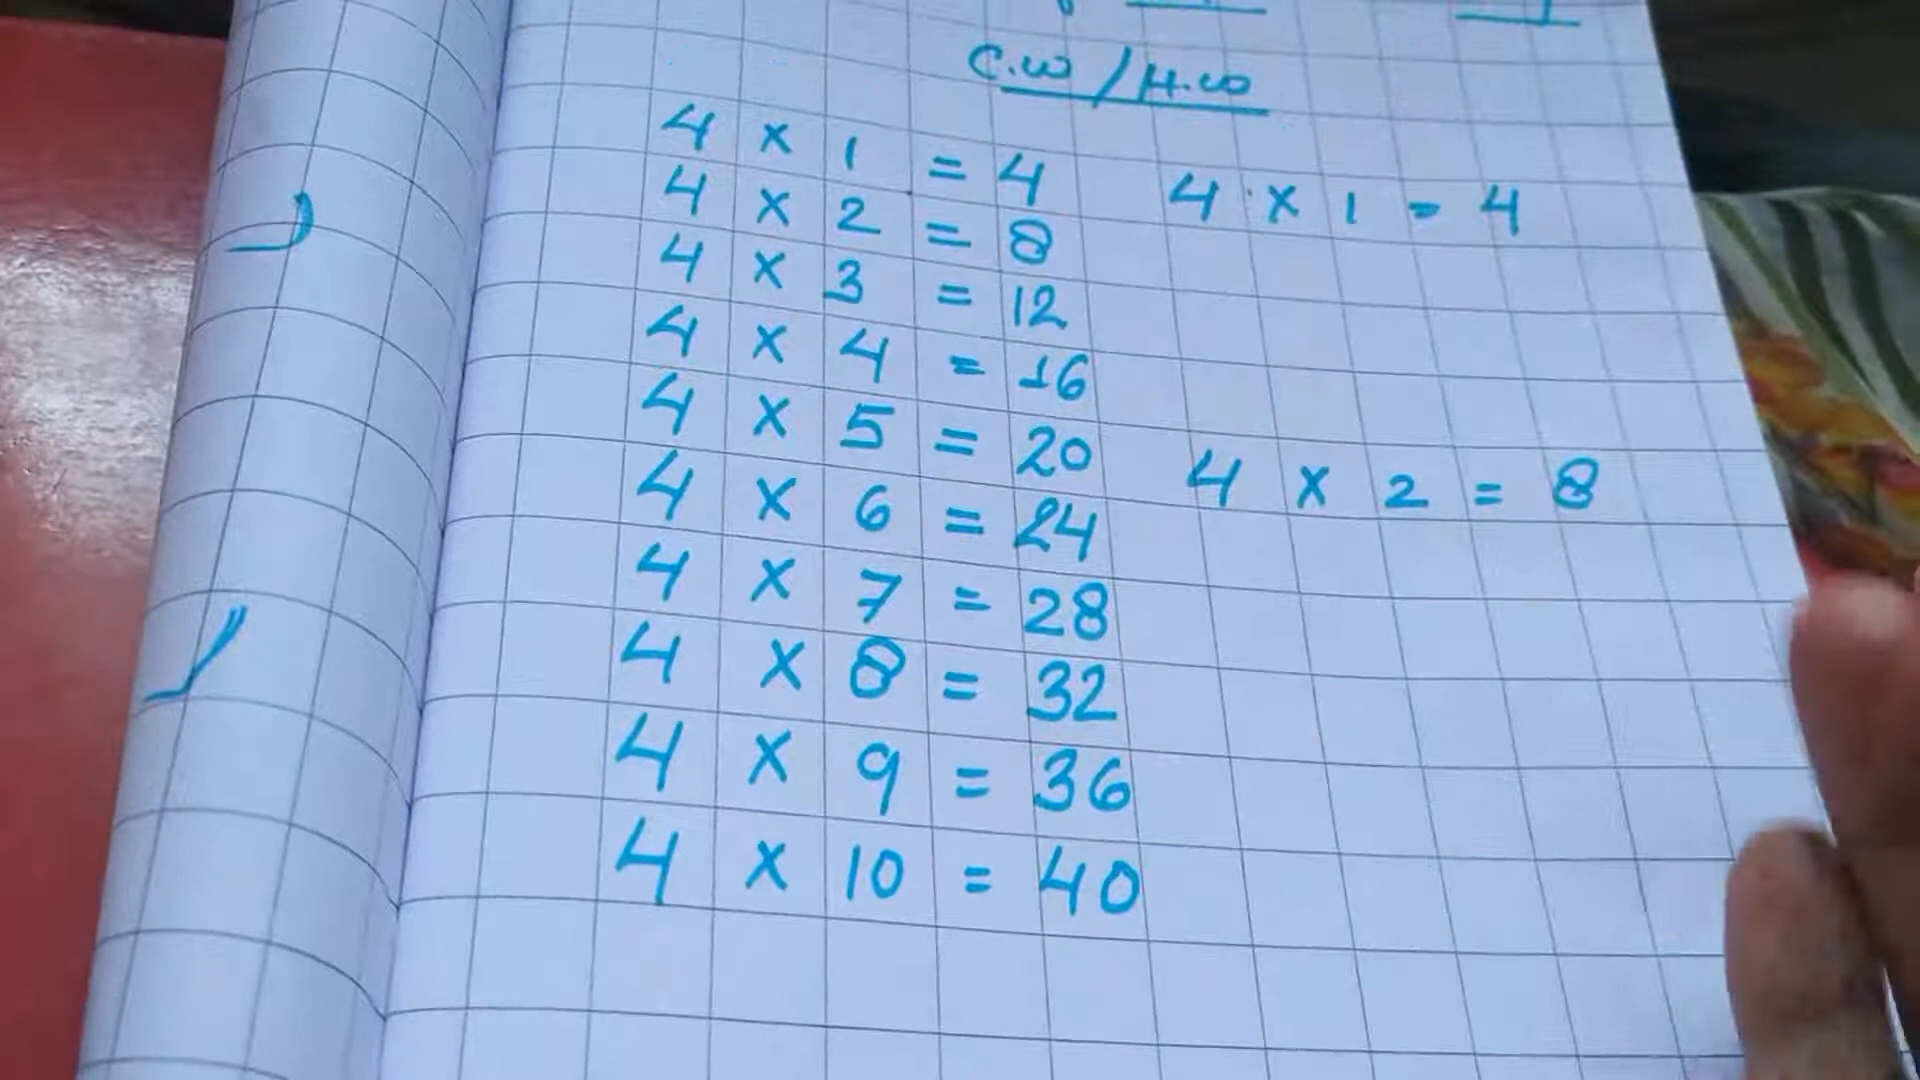 C.W / H.W
4 × 1 = 4
4 × 2 = 8
4 × 3 = 12
4 × 4 = 16
4 × 5 = 20
4 × 6 = 24
4 × 7 = 28
4 × 8 = 32
4 × 9 = 36
4 × 10 = 40
4 × 1 = 4
4 × 2 = 8